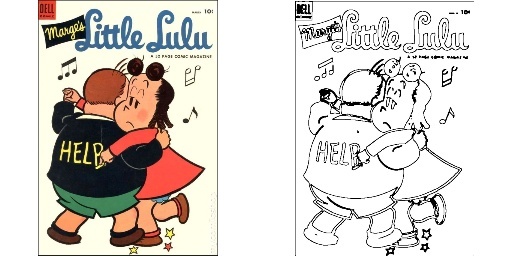 DELL
MARCH
10¢
Marge's
Little Lulu
A 52 PAGE COMIC MAGAZINE
HELP
DELL
10¢
Marge's
Little Lulu
A 52 PAGE COMIC MAGAZINE
HELP